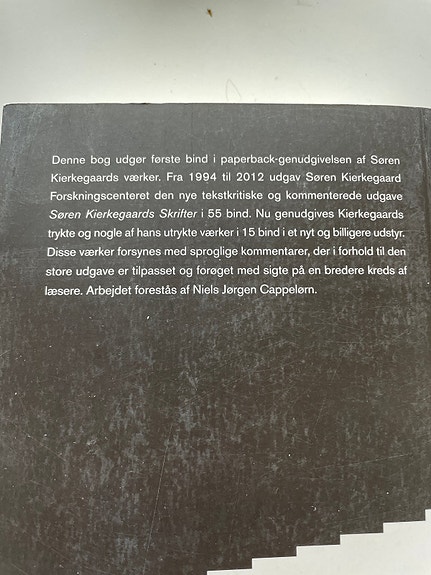 Denne bog udgør første bind i paperback-genudgivelsen af Søren
Kierkegaards værker. Fra 1994 til 2012 udgav Søren Kierkegaard
Forskningscenteret den nye tekstkritiske og kommenterede udgave
Søren Kierkegaards Skrifter i 55 bind. Nu genudgives Kierkegaards
trykte og nogle af hans utrykte værker i 15 bind i et nyt og billigere udstyr.
Disse værker forsynes med sproglige kommentarer, der i forhold til den
store udgave er tilpasset og forøget med sigte på en bredere kreds af
læsere. Arbejdet forestås af Niels Jørgen Cappelørn.